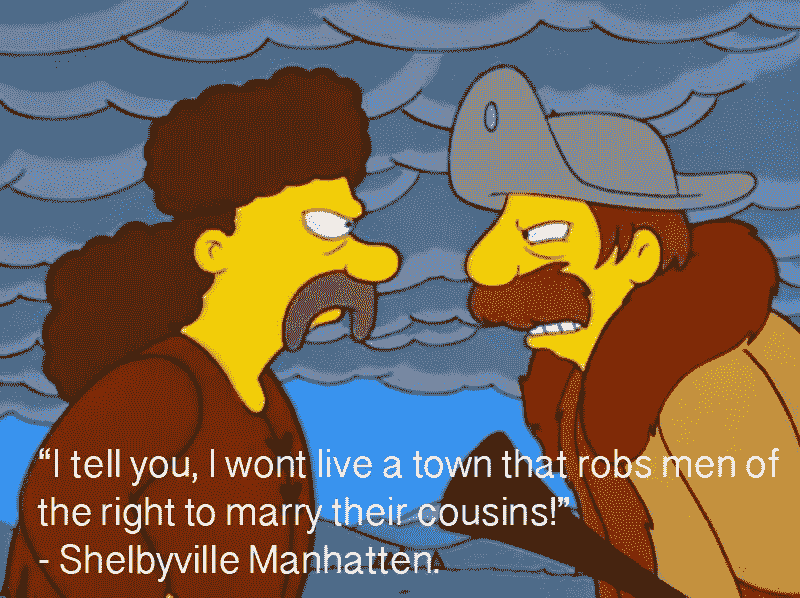 “I tell you, I wont live a town that robs men of
the right to marry their cousins!”
- Shelbyville Manhatten.